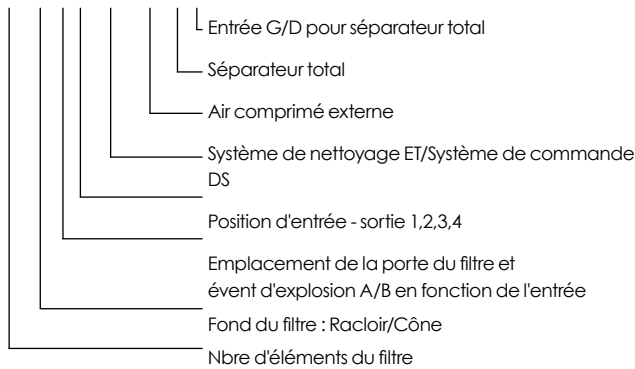 Entrée G/D pour séparateur total
Séparateur total
Air comprimé externe
Système de nettoyage ET/Système de commande
DS
Position d'entrée - sortie 1,2,3,4
Emplacement de la porte du filtre et
évent d'explosion A/B en fonction de l'entrée
Fond du filtre : Racloir/Cône
Nbre d'éléments du filtre